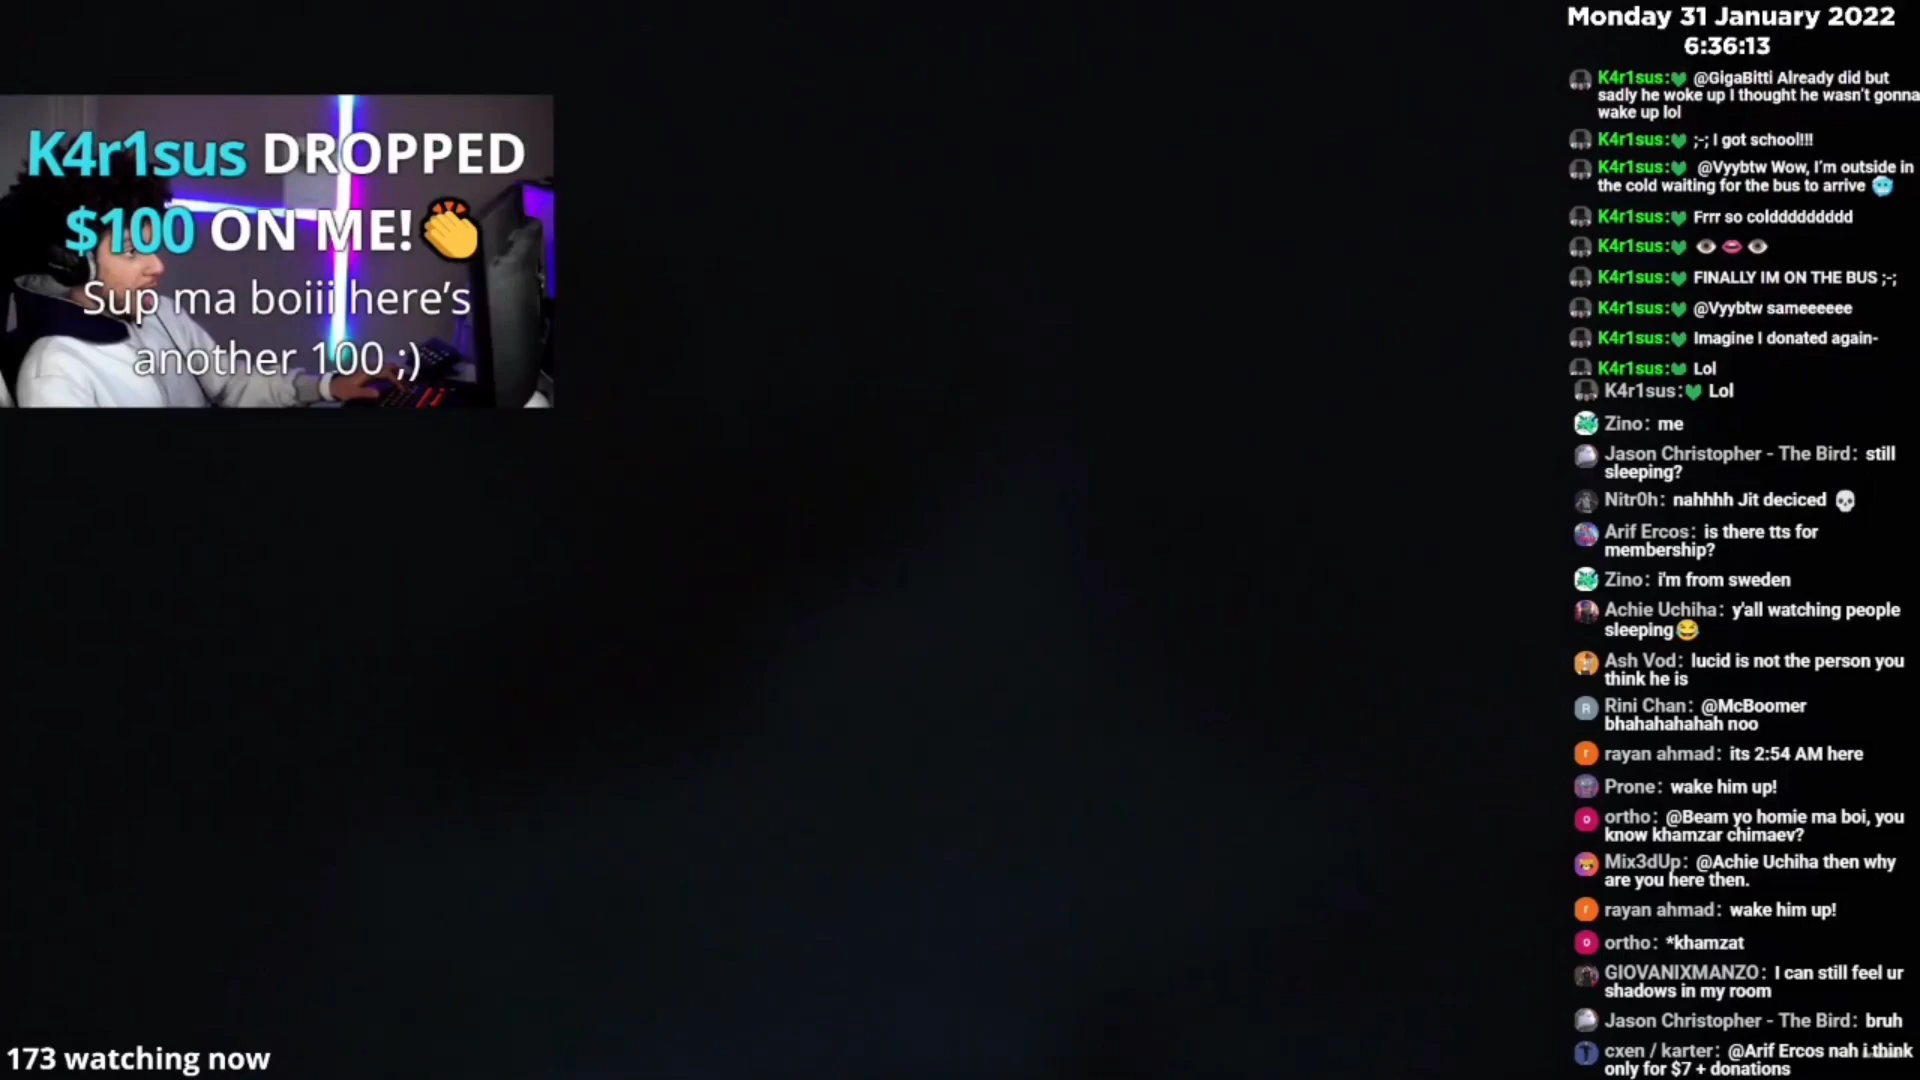 Monday 31 January 2022
6:36:13
K4r1sus DROPPED
$100 ON ME!👏
Sup ma boiii here's
another 100 ;)
K4r1sus:💚 @GigaBitti Already did but
sadly he woke up I thought he wasn't gonna
wake up lol
K4r1sus:💚 ;-; I got school!!!
K4r1sus:💚 @Vyybtw Wow, I'm outside in
the cold waiting for the bus to arrive 🥶
K4r1sus:💚 Frrr so colddddddddd
K4r1sus:💚 👁👄👁
K4r1sus:💚 FINALLY IM ON THE BUS ;-;
K4r1sus:💚 @Vyybtw sameeeeee
K4r1sus:💚 Imagine I donated again-
K4r1sus:💚 Lol
K4r1sus:💚 Lol
Zino: me
Jason Christopher - The Bird: still
sleeping?
Nitr0h: nahhhh Jit deciced 💀
Arif Ercos: is there tts for
membership?
Zino: i'm from sweden
Achie Uchiha: y'all watching people
sleeping😂
Ash Vod: lucid is not the person you
think he is
Rini Chan: @McBoomer
bhahahahahah noo
rayan ahmad: its 2:54 AM here
Prone: wake him up!
ortho: @Beam yo homie ma boi, you
know khamzar chimaev?
Mix3dUp: @Achie Uchiha then why
are you here then.
rayan ahmad: wake him up!
ortho: *khamzat
GIOVANIXMANZO: I can still feel ur
shadows in my room
Jason Christopher - The Bird: bruh
cxen / karter: @Arif Ercos nah i think
only for $7 + donations
173 watching now